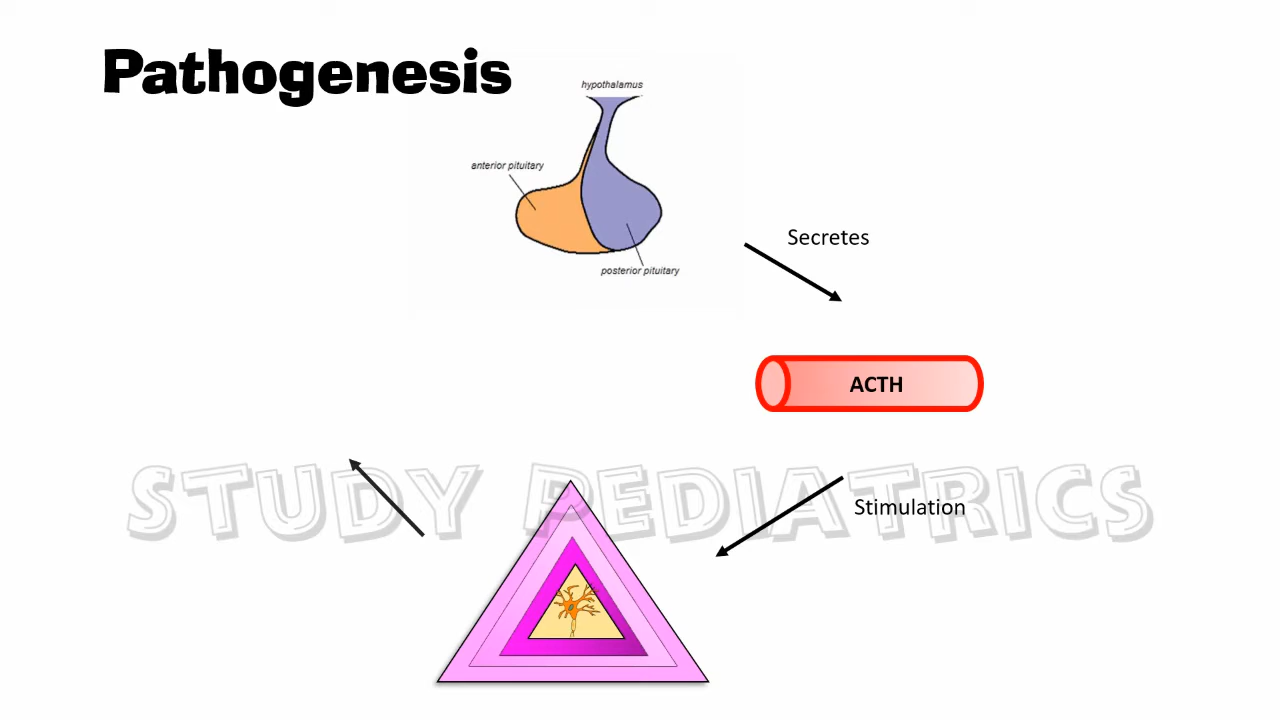 Pathogenesis
hypothalamus
anterior pituitary
posterior pituitary
Secretes
ACTH
STUDY PEDIATRICS
Stimulation